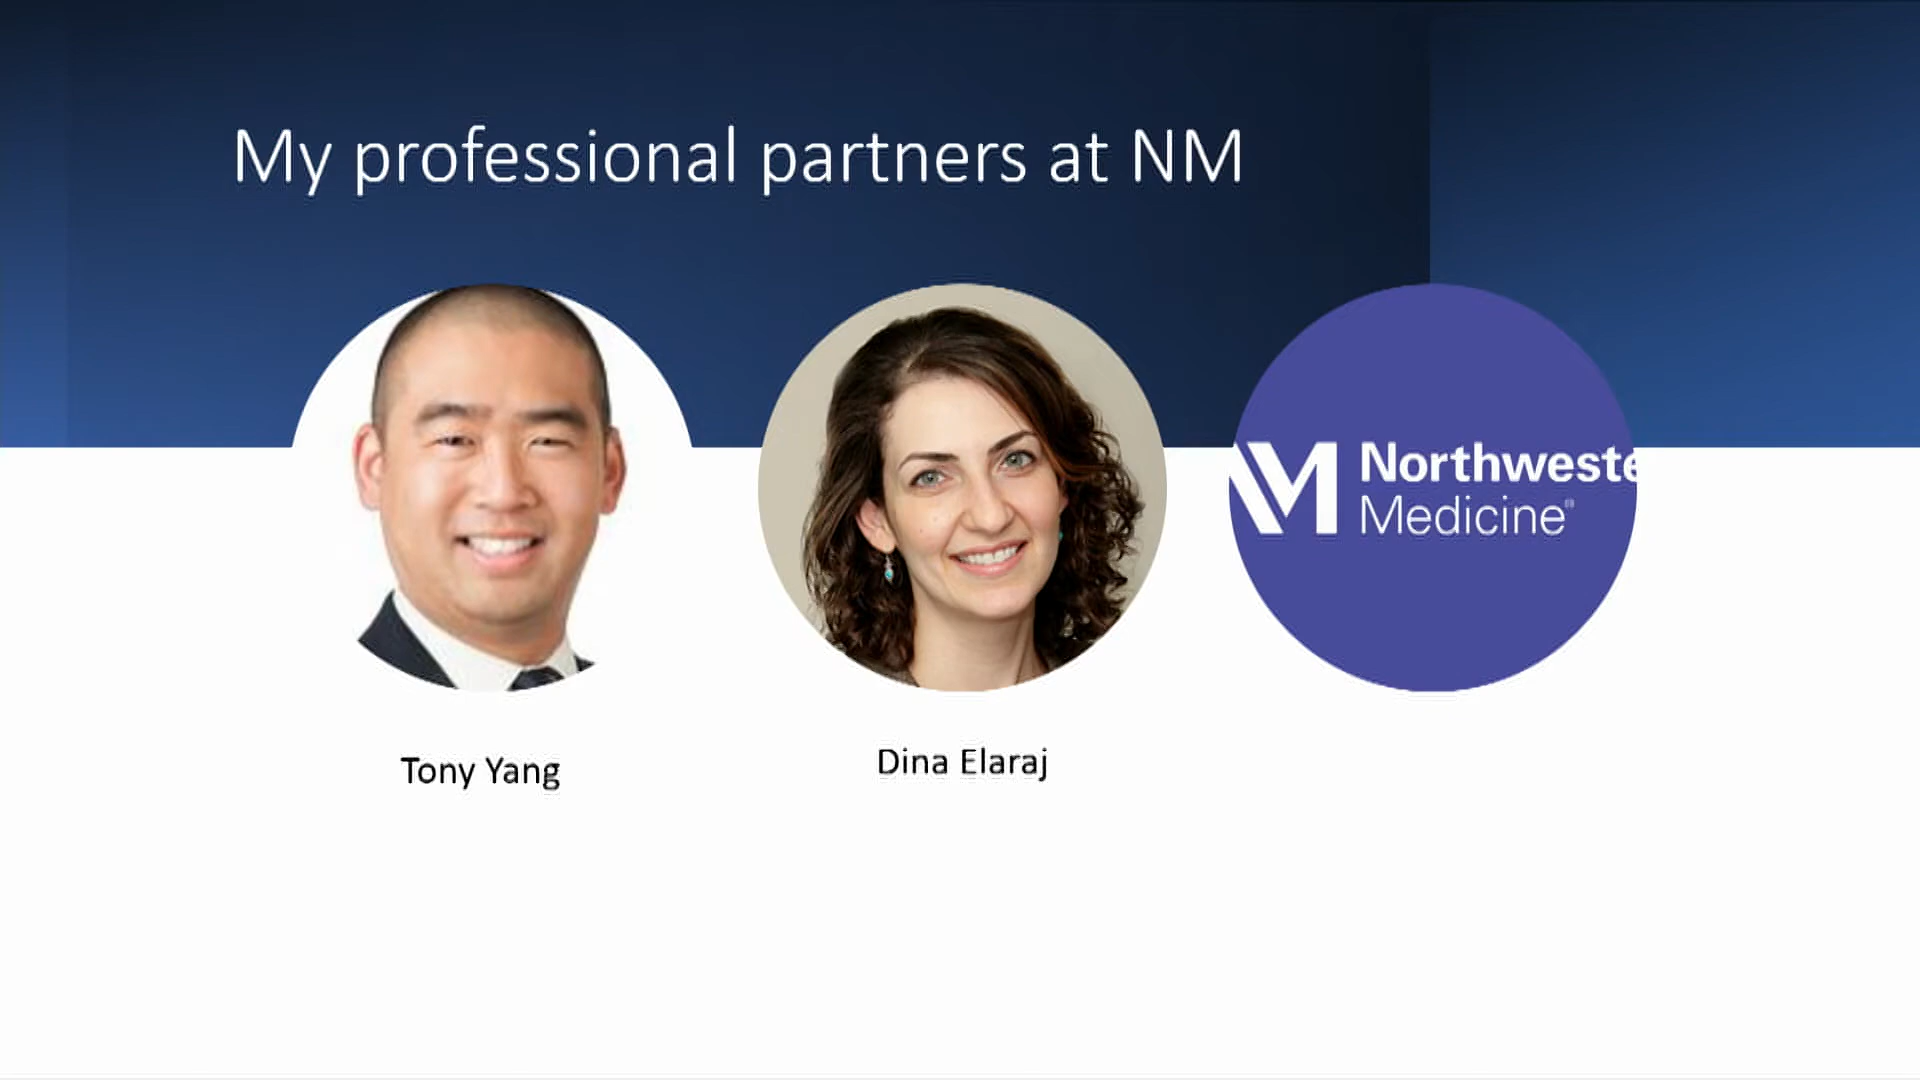 My professional partners at NM
Northweste
Medicine®
Tony Yang
Dina Elaraj